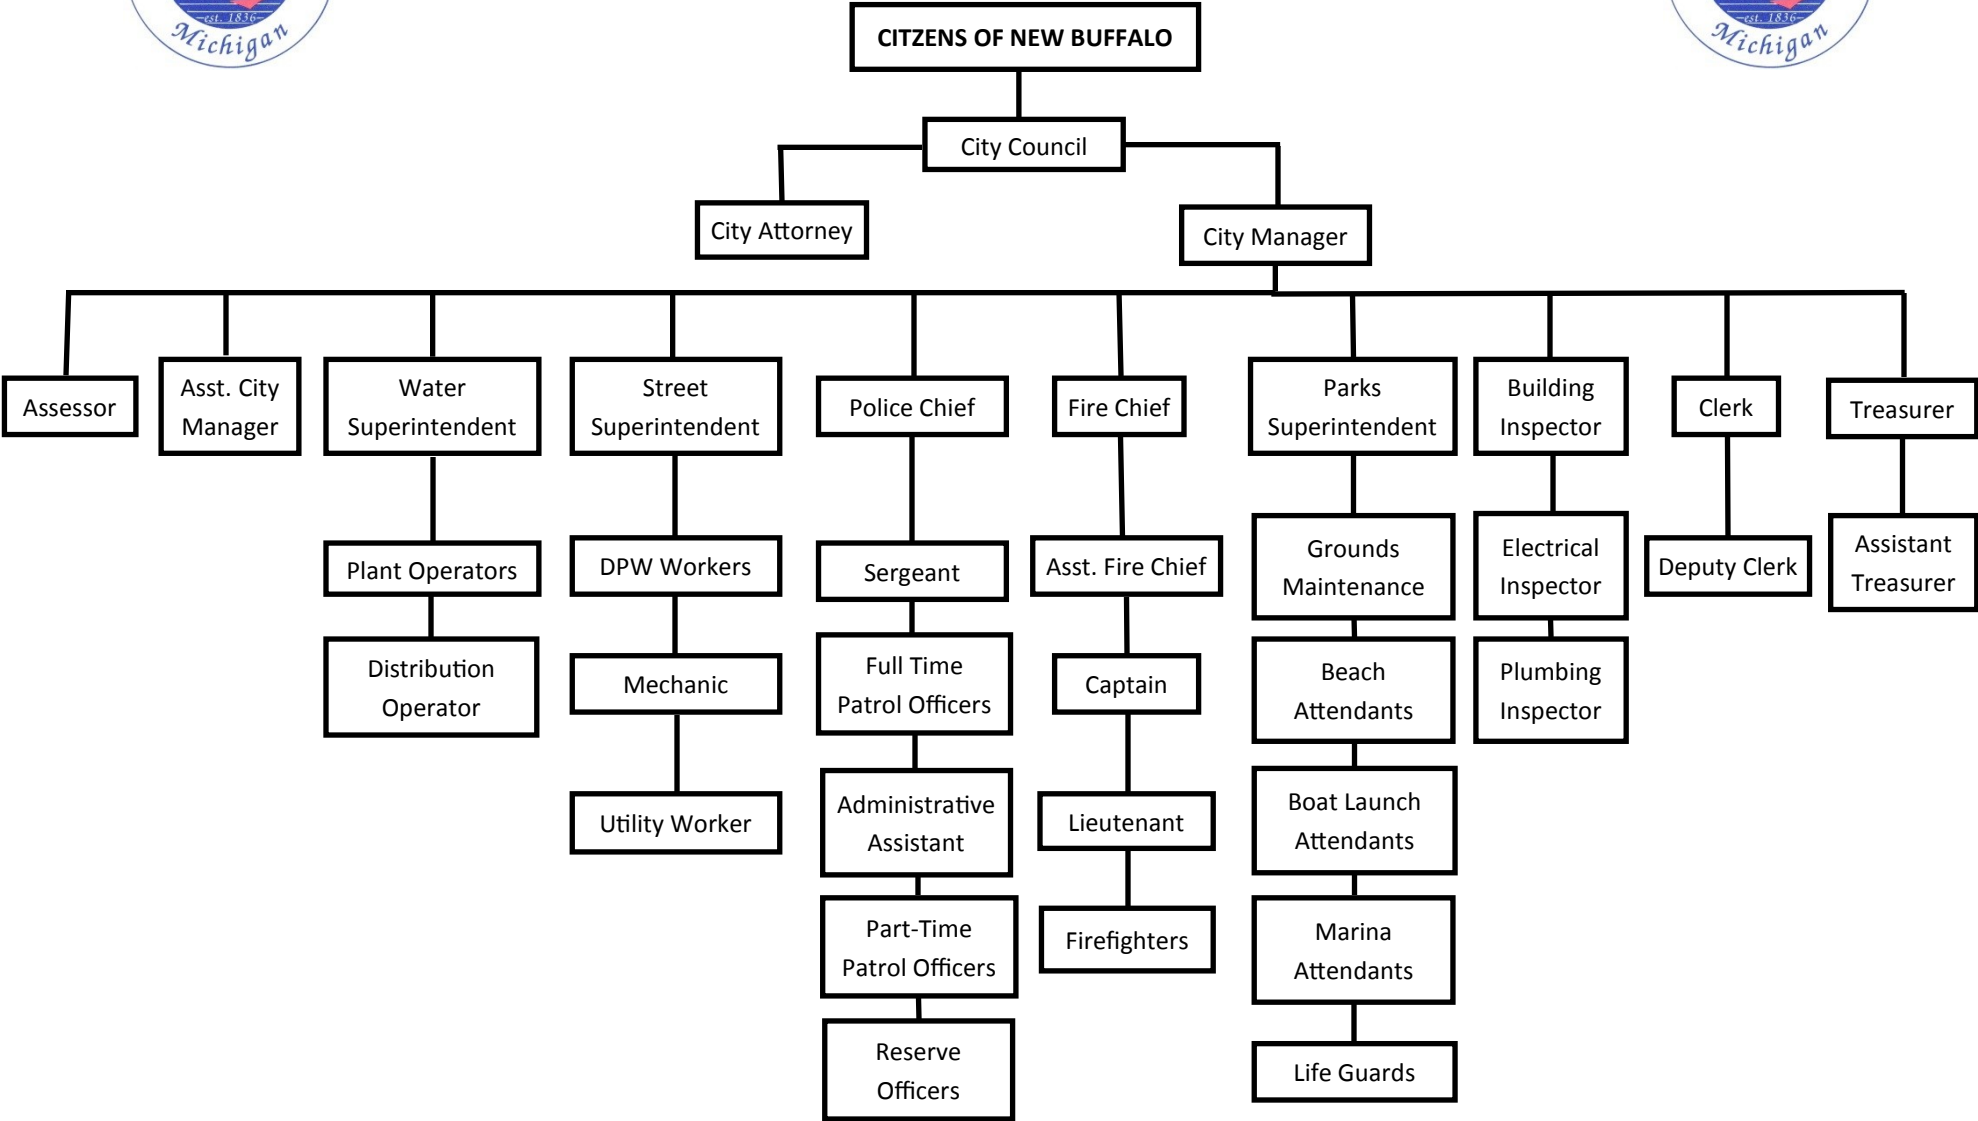 est. 1836
Michigan
est. 1836
Michigan
CITZENS OF NEW BUFFALO
City Council
City Attorney
City Manager
Assessor
Asst. City
Manager
Water
Superintendent
Street
Superintendent
Police Chief
Fire Chief
Parks
Superintendent
Building
Inspector
Clerk
Treasurer
Plant Operators
DPW Workers
Sergeant
Asst. Fire Chief
Grounds
Maintenance
Electrical
Inspector
Deputy Clerk
Assistant
Treasurer
Distribution
Operator
Mechanic
Full Time
Patrol Officers
Captain
Beach
Attendants
Plumbing
Inspector
Utility Worker
Administrative
Assistant
Lieutenant
Boat Launch
Attendants
Part-Time
Patrol Officers
Firefighters
Marina
Attendants
Reserve
Officers
Life Guards